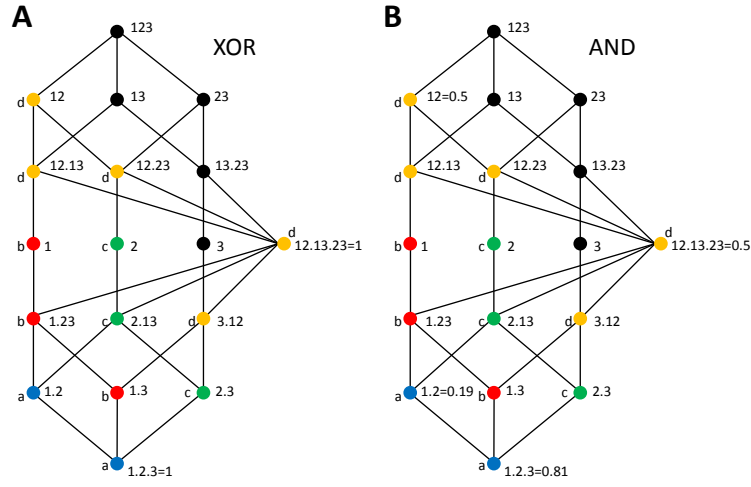 A
XOR
123
d 12
13
23
d 12.13
d 12.23
13.23
b 1
c 2
3
d
12.13.23=1
b 1.23
c 2.13
d 3.12
a 1.2
b 1.3
c 2.3
a 1.2.3=1
B
AND
123
d 12=0.5
13
23
d 12.13
d 12.23
13.23
b 1
c 2
3
d
12.13.23=0.5
b 1.23
c 2.13
d 3.12
a 1.2=0.19
b 1.3
c 2.3
a 1.2.3=0.81